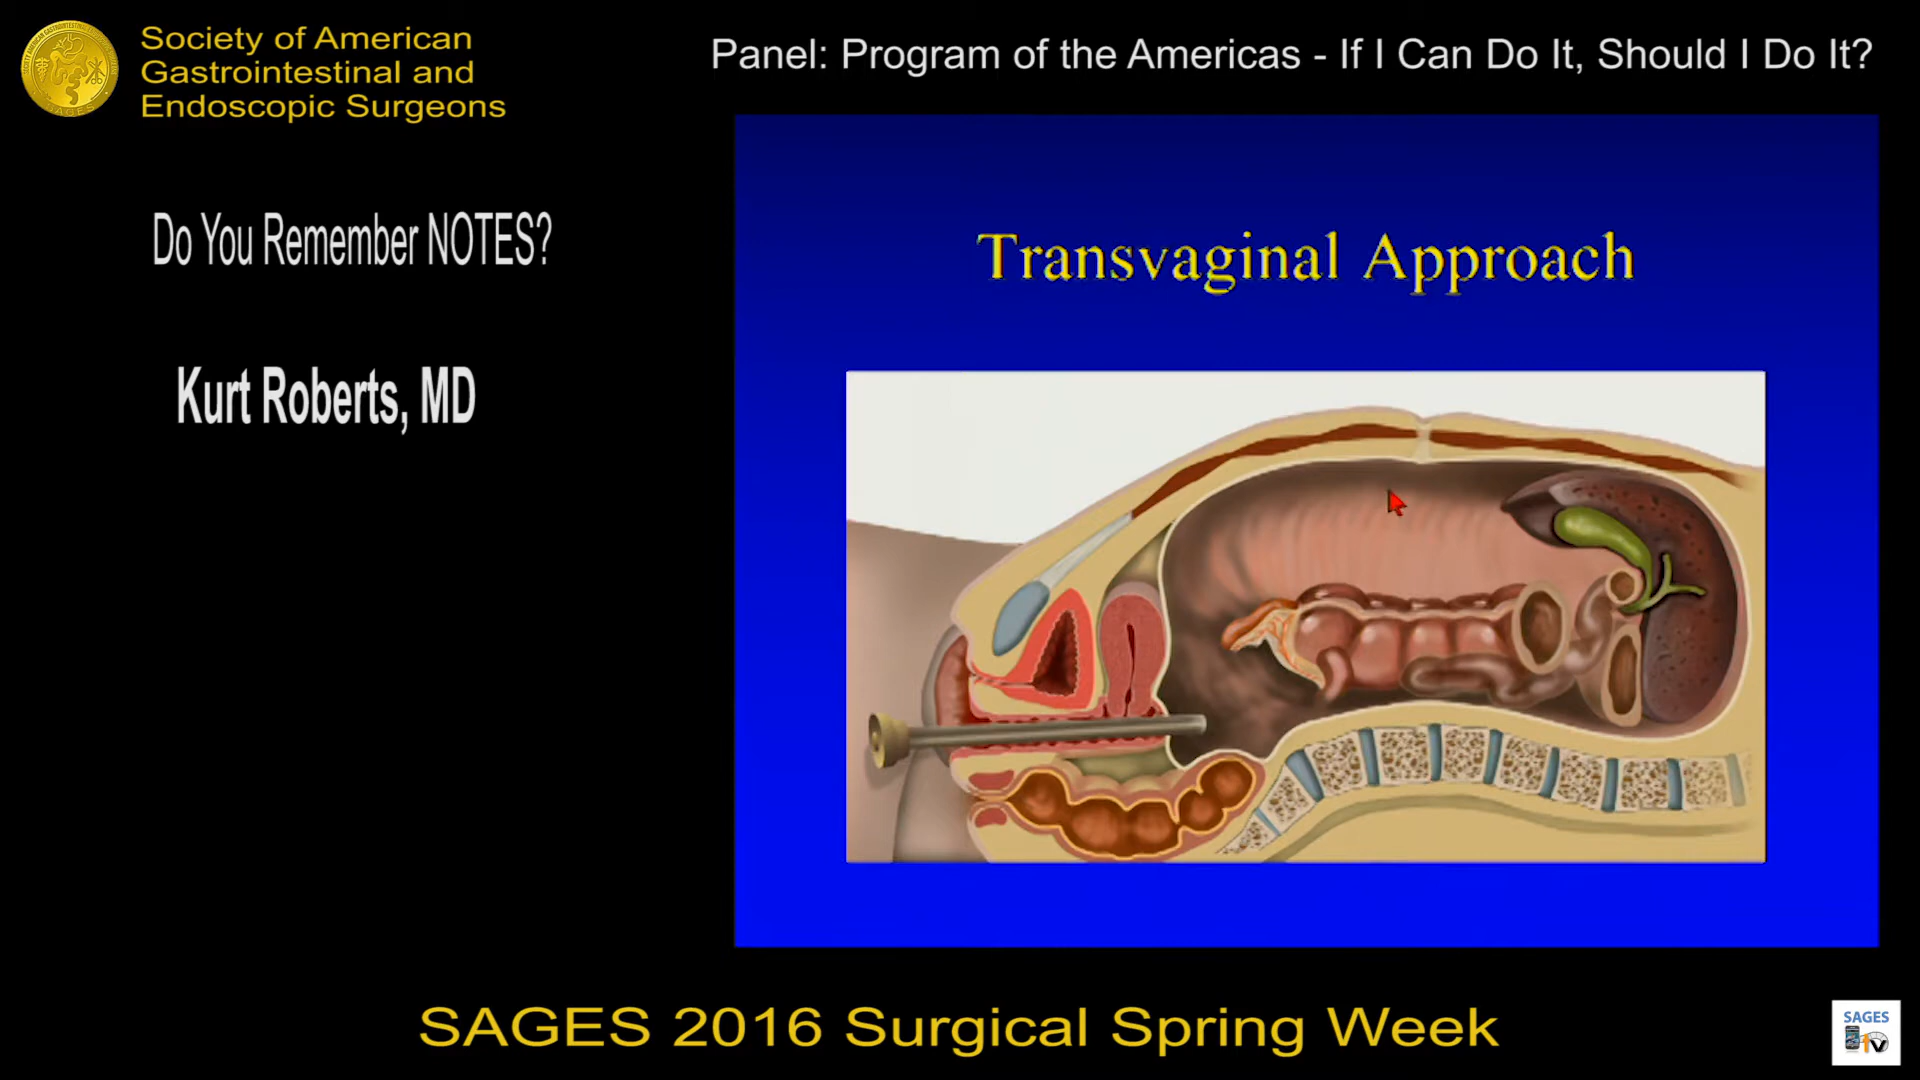 Society of American
Gastrointestinal and
Endoscopic Surgeons
Panel: Program of the Americas - If I Can Do It, Should I Do It?
Do You Remember NOTES?
Kurt Roberts, MD
Transvaginal Approach
SAGES 2016 Surgical Spring Week
SAGES
TV